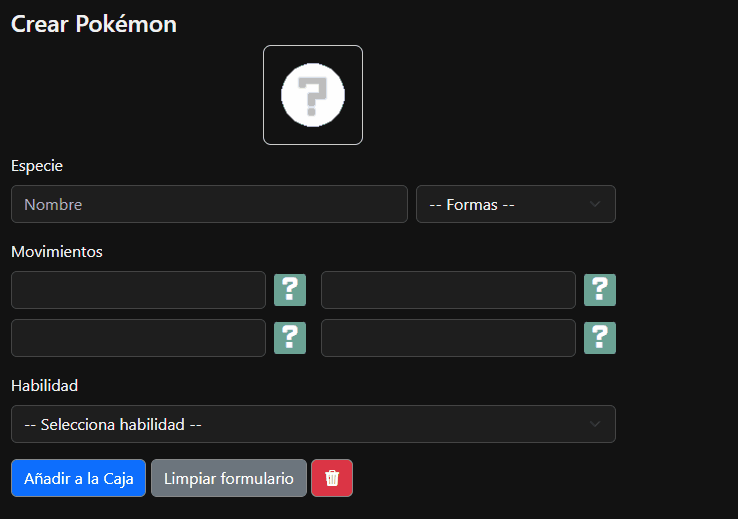 Crear Pokémon
?
Especie
Nombre
-- Formas --
Movimientos
? ?
? ?
Habilidad
-- Selecciona habilidad --
Añadir a la Caja Limpiar formulario